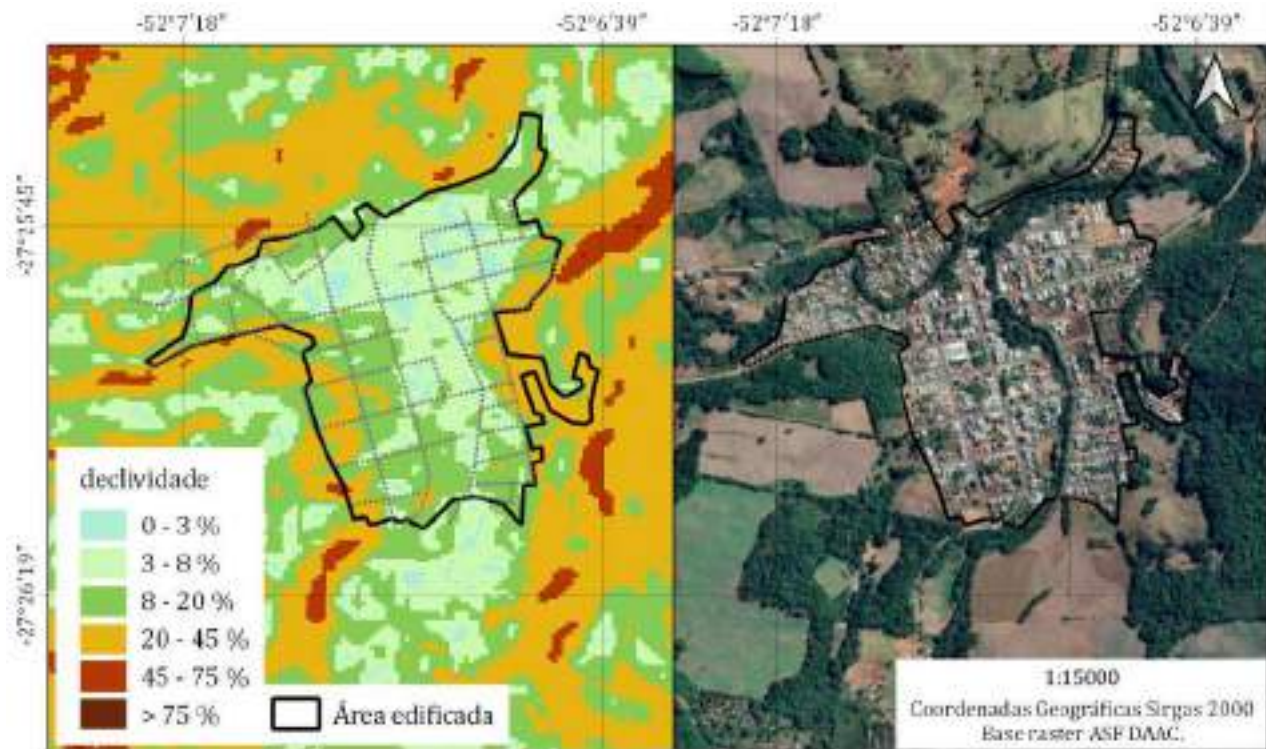 -52°7'18" -52°6'39" -52°7'18" -52°6'39"
-27°25'45"
-27°26'19"
declividade
0 - 3 %
3 - 8 %
8 - 20 %
20 - 45 %
45 - 75 %
> 75 %
Área edificada
1:15000
Coordenadas Geográficas Sirgas 2000
Base raster ASF DAAC.